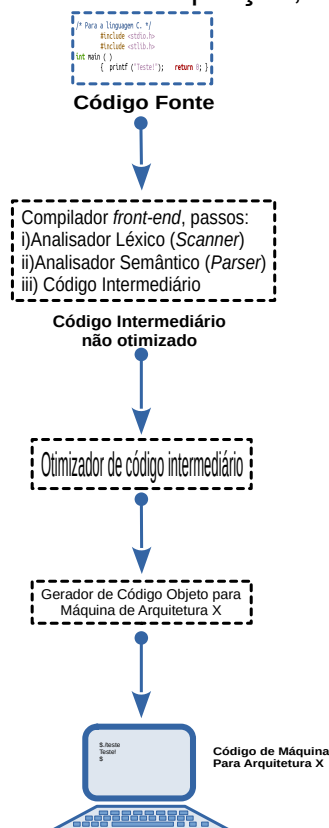 /* Para a linguagem C. */
#include <stdio.h>
#include <stlib.h>
int main ( )
{ printf ("Teste!"); return 0; }
Código Fonte
Compilador front-end, passos:
i)Analisador Léxico (Scanner)
ii)Analisador Semântico (Parser)
iii) Código Intermediário
Código Intermediário
não otimizado
Otimizador de código intermediário
Gerador de Código Objeto para
Máquina de Arquitetura X
$./teste
Teste!
$
Código de Máquina
Para Arquitetura X